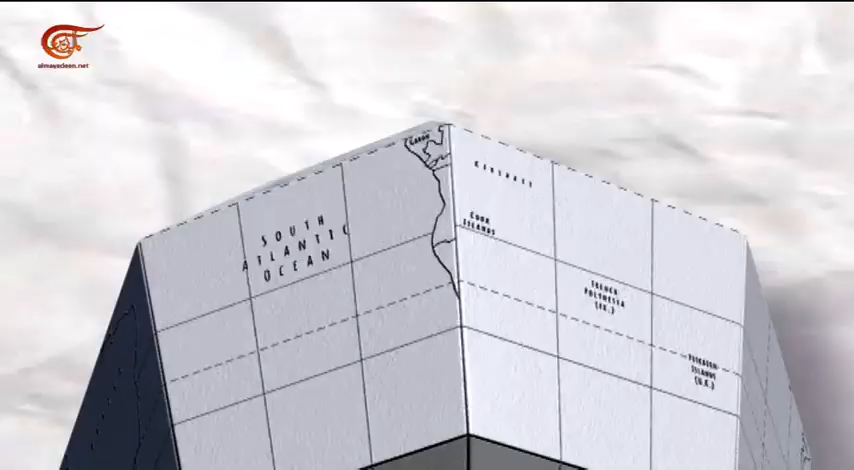 almayadeen.net
GABON
KIRIBATI
SOUTH
ATLANTIC
OCEAN
COOK
ISLANDS
FRENCH
POLYNESIA
(FR.)
PITCAIRN
ISLANDS
(U.K.)